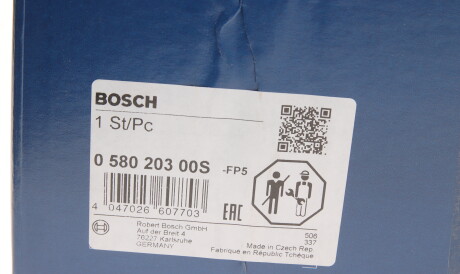 BOSCH
1 St/Pc
0 580 203 00S -FP5
4 047026 607703
EAC
Robert Bosch GmbH
Auf der Breit 4
76227 Karlsruhe
GERMANY
506
337
Made in Czech Rep.
Fabriqué en République Tchèque